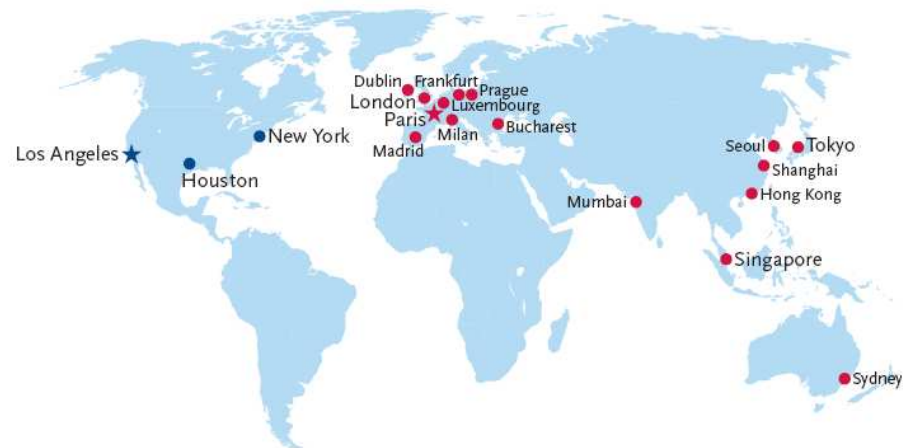 Dublin
Frankfurt
Prague
London
Luxembourg
Paris
Milan
Bucharest
Madrid
New York
Los Angeles
Houston
Seoul
Tokyo
Shanghai
Mumbai
Hong Kong
Singapore
Sydney